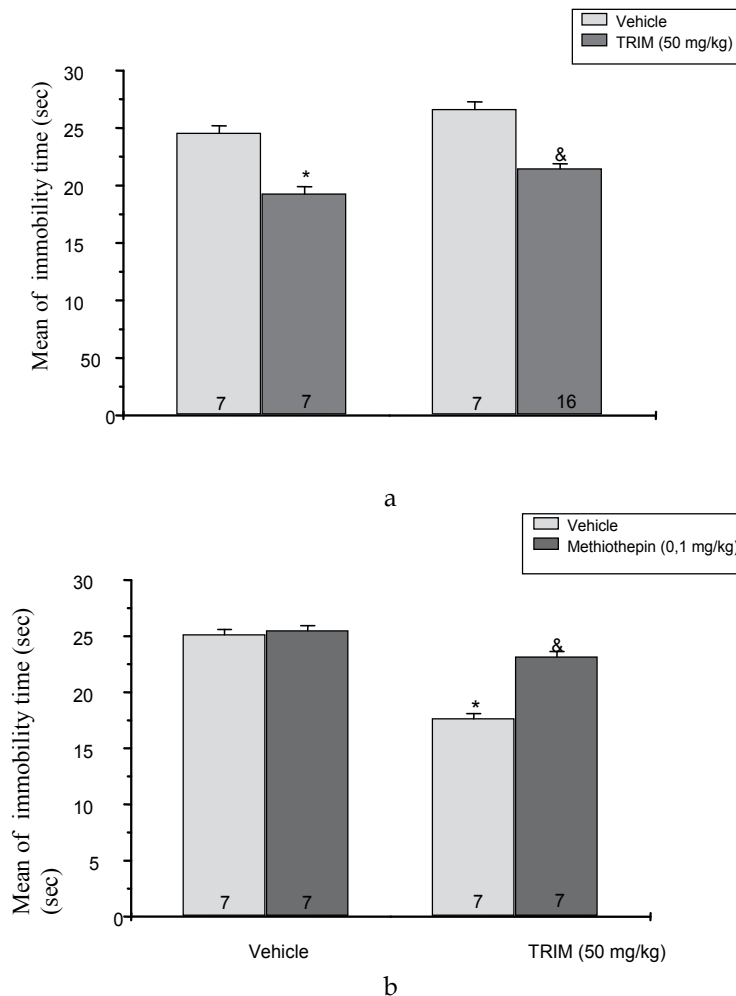 Vehicle
TRIM (50 mg/kg)
Mean of immobility time (sec)
30
25
20
15
10
50
0
*
&
7
7
7
16
a
Vehicle
Methiothepin (0,1 mg/kg)
Mean of immobility time (sec)
(sec)
30
25
20
15
10
5
0
*
&
7
7
7
7
Vehicle
TRIM (50 mg/kg)
b